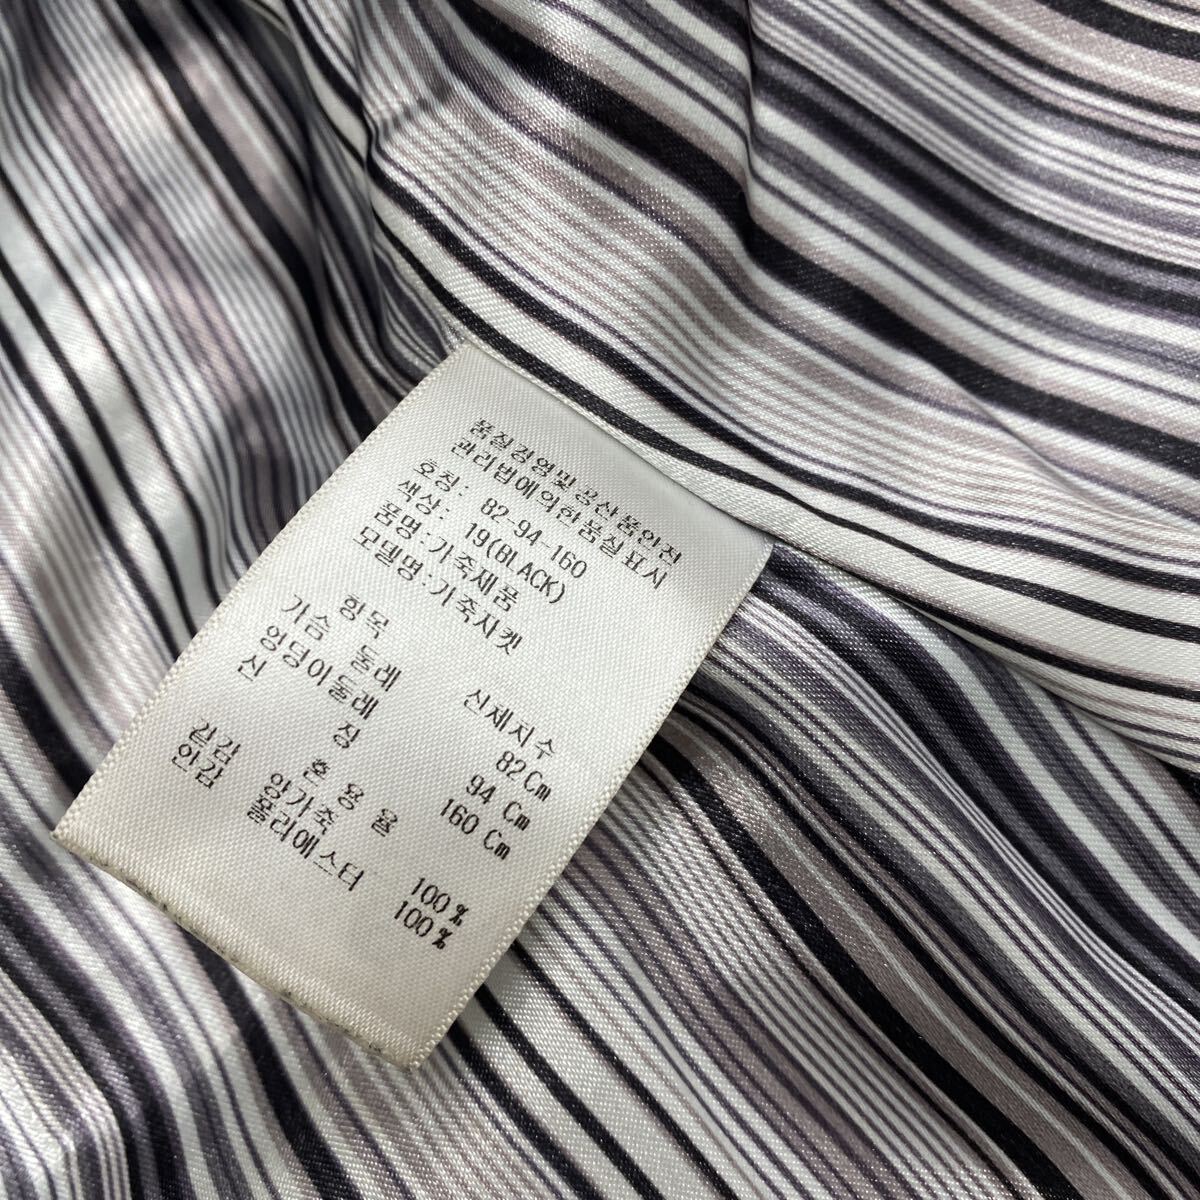 품질경영및공산품안전
관리법에의한품질표시
호칭: 82-94-160
색상: 19(BLACK)
품명:가죽제품
모델명:가죽자켓
항목 신체치수
가슴 둘레 82Cm
엉덩이둘레 94 Cm
신 장 160 Cm
혼 용 율
겉감 양가죽 100%
안감 폴리에스터 100%